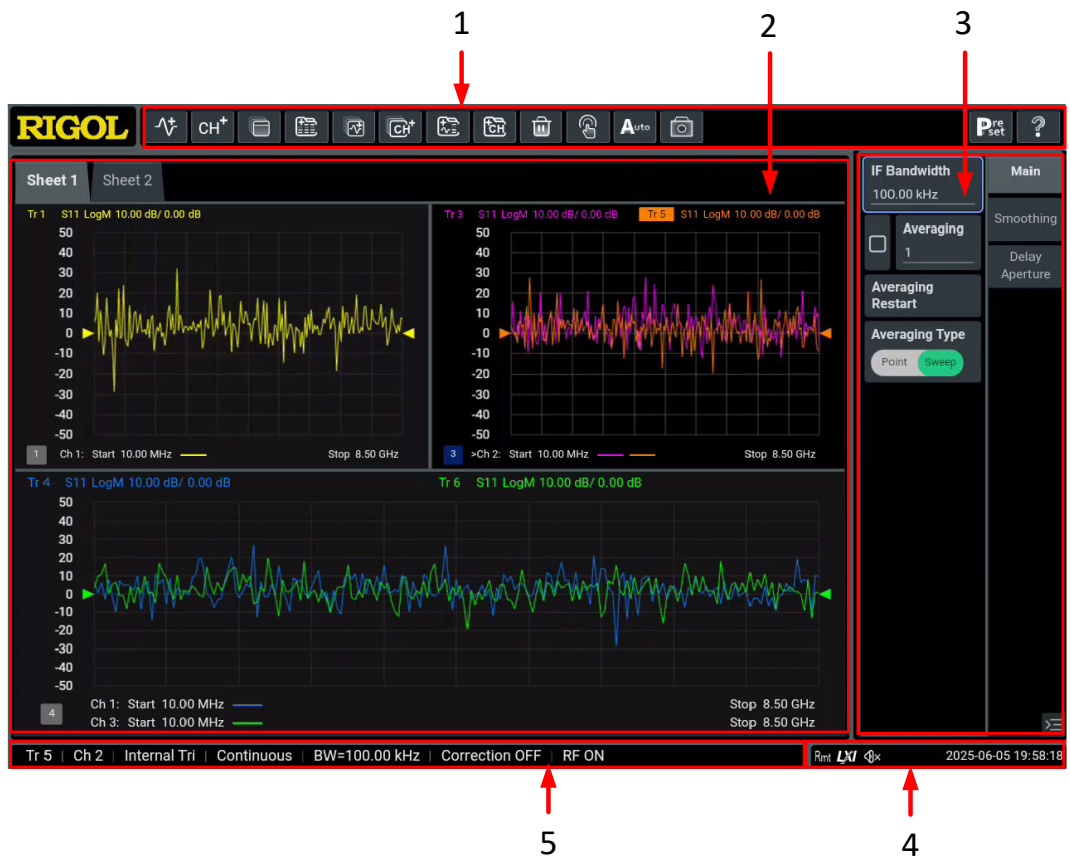 1 2 3
RIGOL CH+ CH+ CH Auto Preset ?
Sheet 1 Sheet 2
Tr 1 S11 LogM 10.00 dB/ 0.00 dB
50
40
30
20
10
0
-10
-20
-30
-40
-50
1 Ch 1: Start 10.00 MHz Stop 8.50 GHz
Tr 3 S11 LogM 10.00 dB/ 0.00 dB Tr 5 S11 LogM 10.00 dB/ 0.00 dB
50
40
30
20
10
0
-10
-20
-30
-40
-50
3 >Ch 2: Start 10.00 MHz Stop 8.50 GHz
Tr 4 S11 LogM 10.00 dB/ 0.00 dB Tr 6 S11 LogM 10.00 dB/ 0.00 dB
50
40
30
20
10
0
-10
-20
-30
-40
-50
Ch 1: Start 10.00 MHz Stop 8.50 GHz
4
Ch 3: Start 10.00 MHz Stop 8.50 GHz
IF Bandwidth
100.00 kHz
Averaging
1
Averaging
Restart
Averaging Type
Point Sweep
Main
Smoothing
Delay
Aperture
Tr 5 | Ch 2 | Internal Tri | Continuous | BW=100.00 kHz | Correction OFF | RF ON
Rmt LXI 2025-06-05 19:58:18
5 4